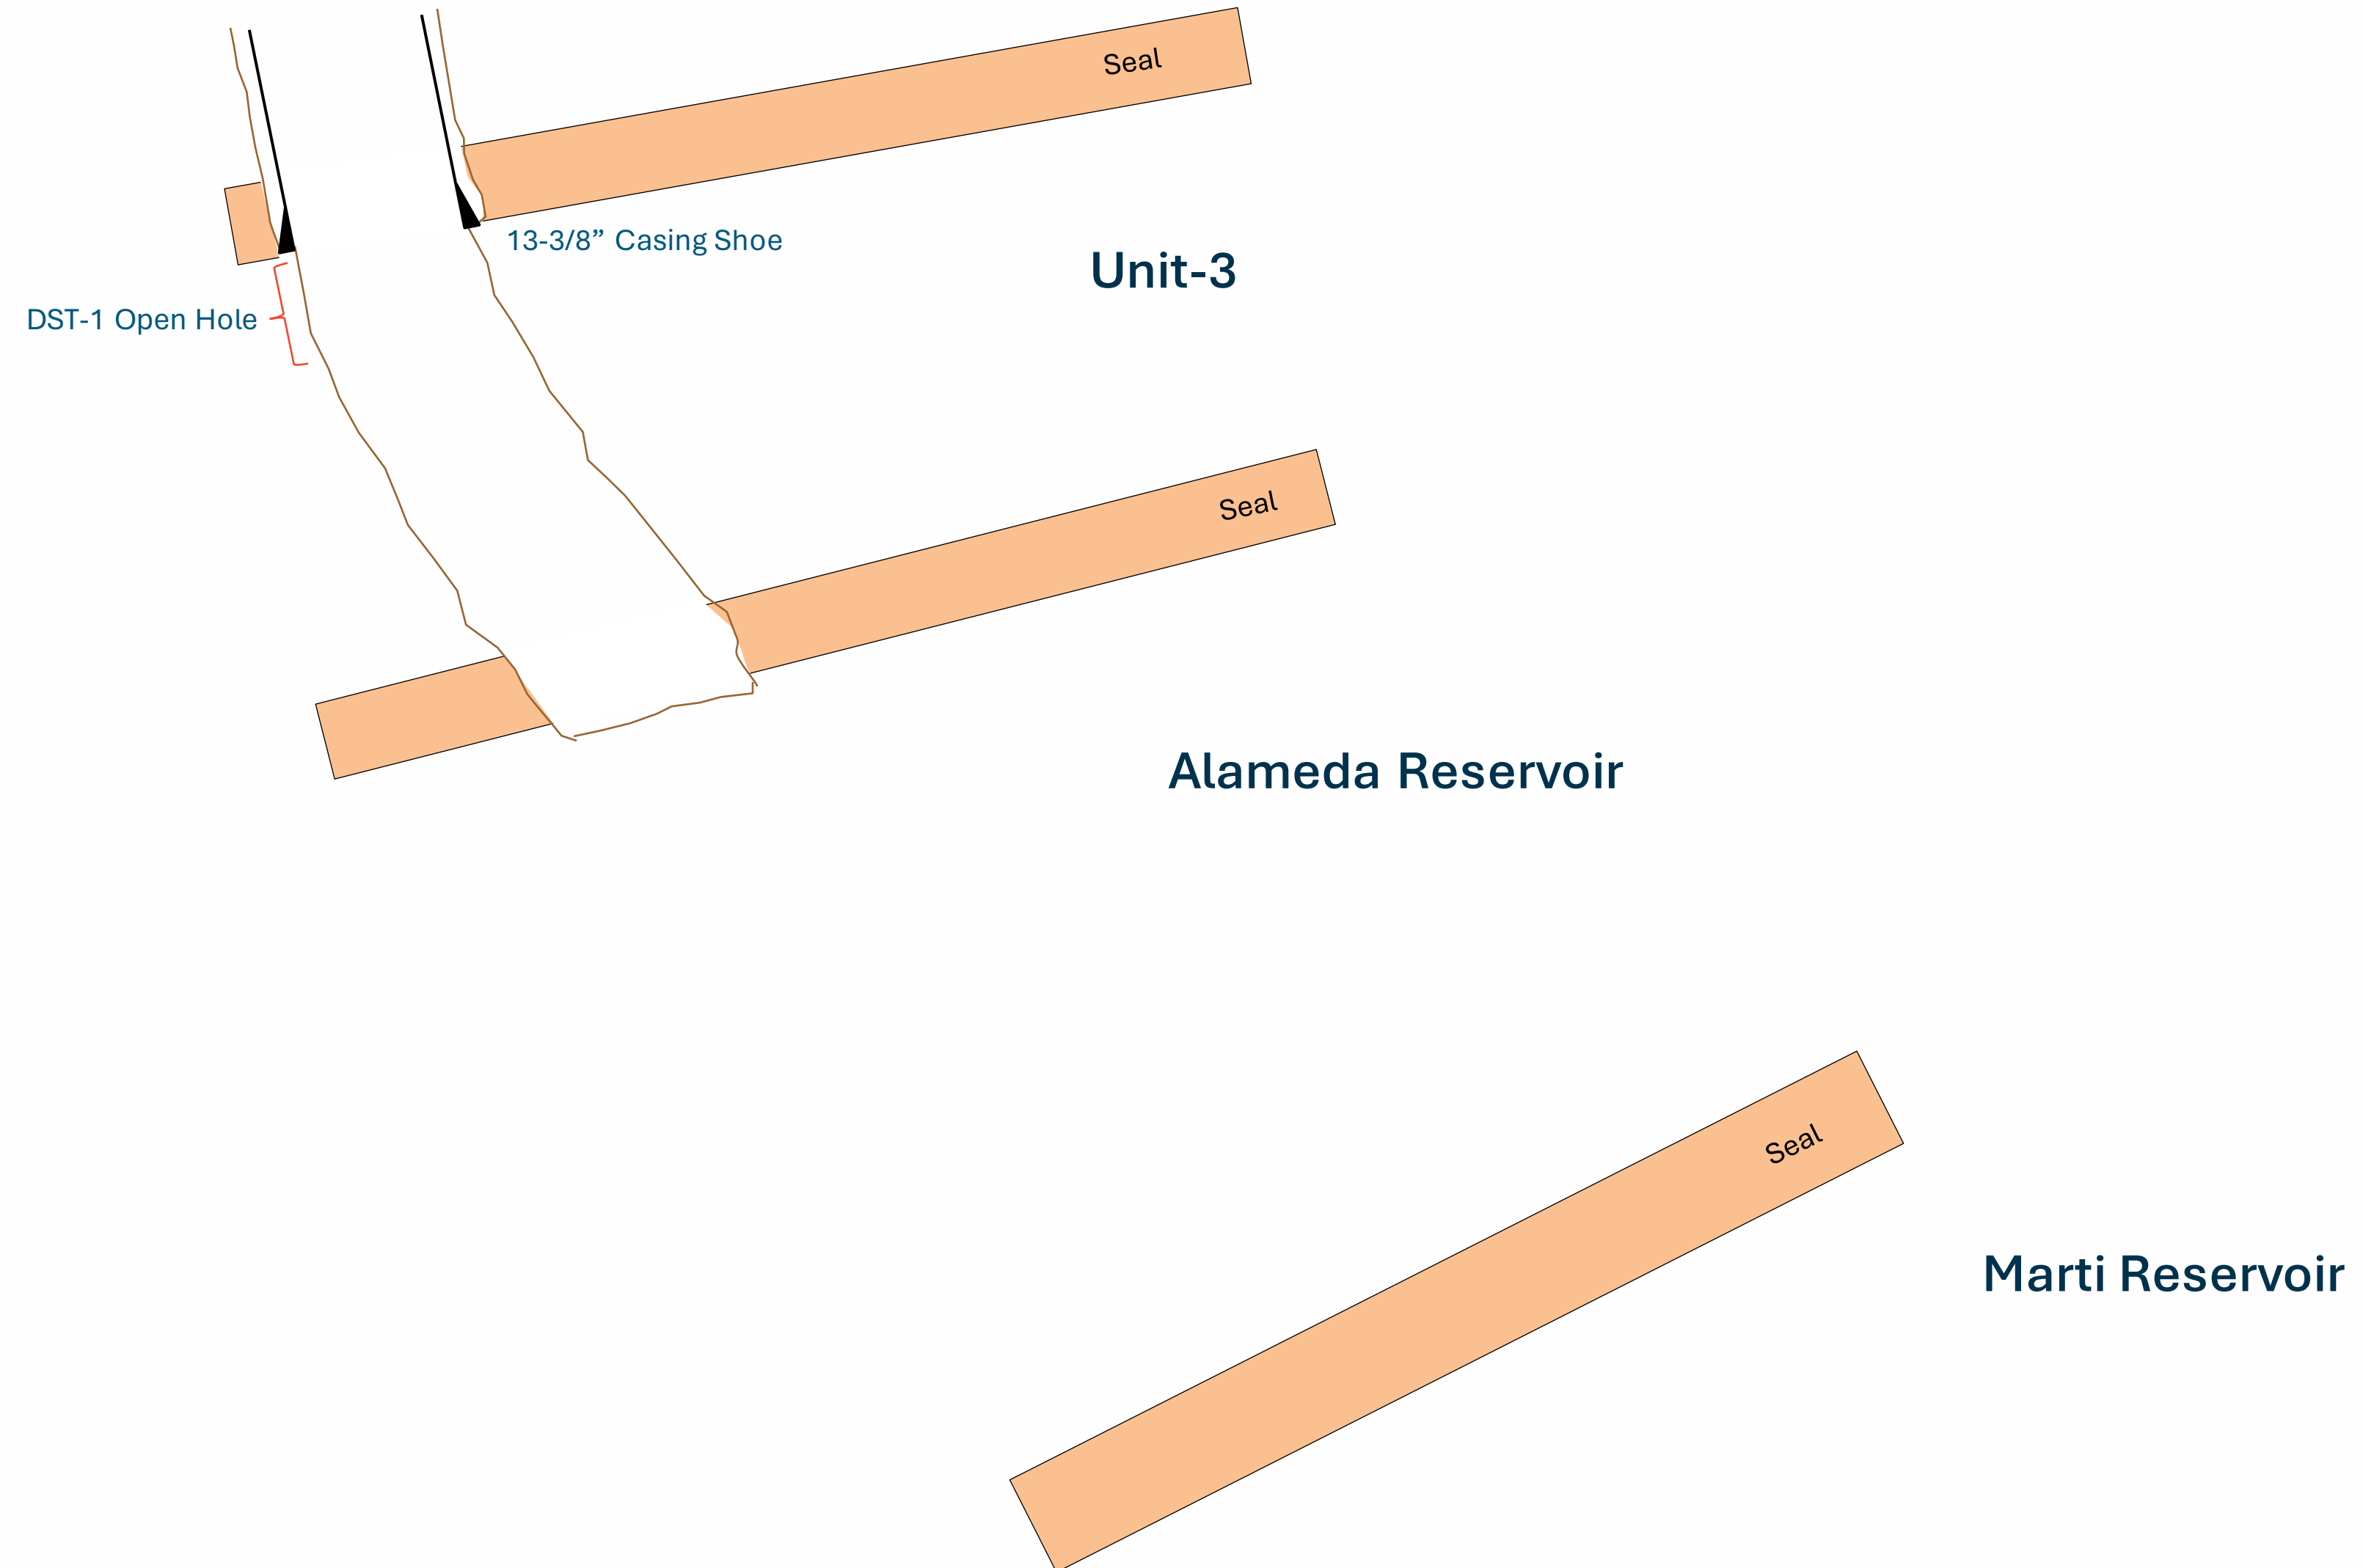 Seal
13-3/8” Casing Shoe
Unit-3
DST-1 Open Hole
Seal
Alameda Reservoir
Seal
Marti Reservoir